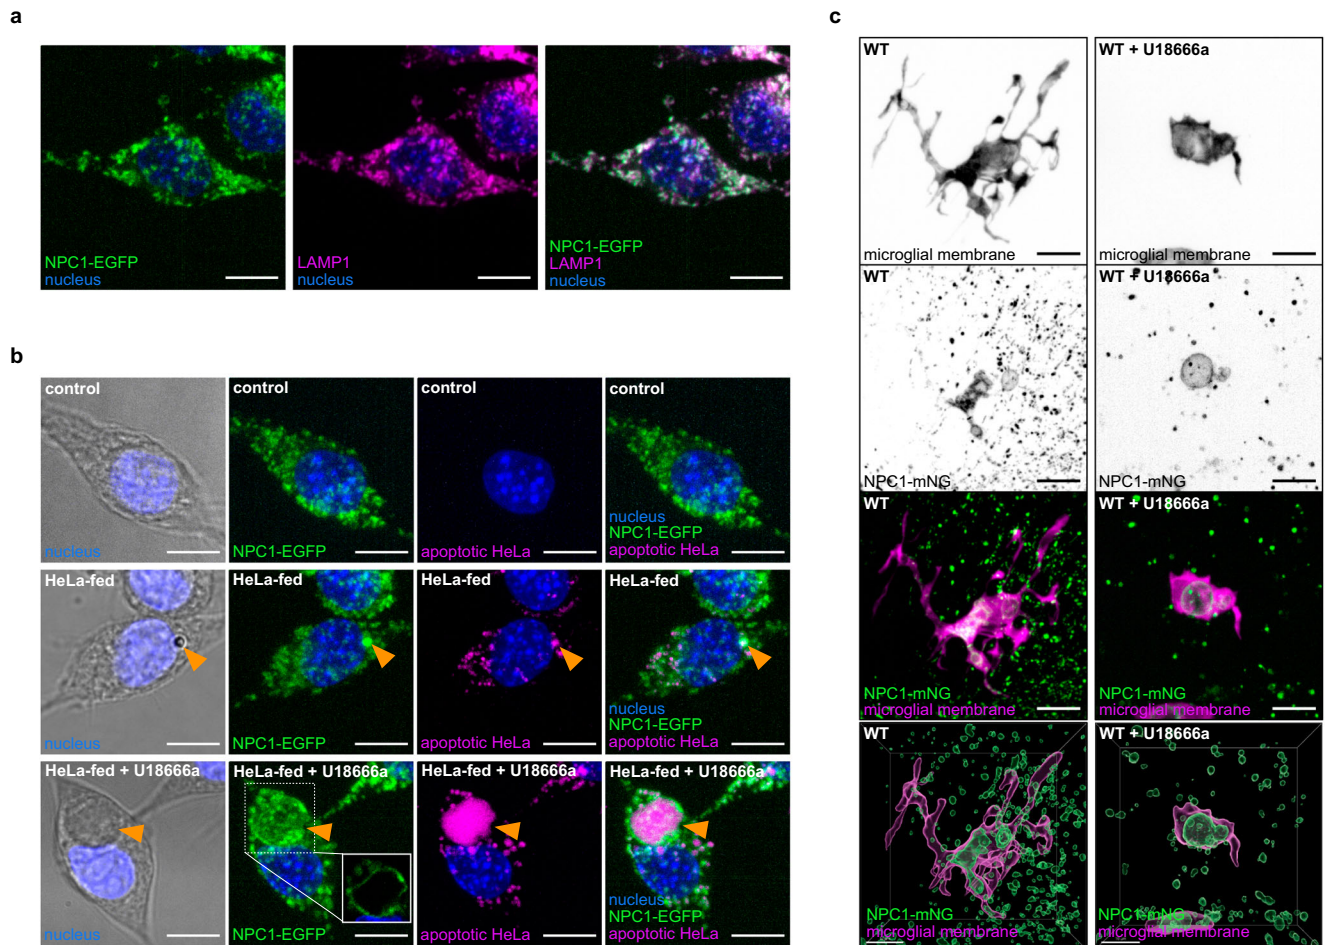 a
NPC1-EGFP
nucleus
LAMP1
nucleus
NPC1-EGFP
LAMP1
nucleus
b
control
nucleus
NPC1-EGFP
apoptotic HeLa
control
nucleus
NPC1-EGFP
apoptotic HeLa
HeLa-fed
nucleus
HeLa-fed
NPC1-EGFP
HeLa-fed
apoptotic HeLa
HeLa-fed
nucleus
NPC1-EGFP
apoptotic HeLa
HeLa-fed + U18666a
nucleus
HeLa-fed + U18666a
NPC1-EGFP
HeLa-fed + U18666a
apoptotic HeLa
HeLa-fed + U18666a
nucleus
NPC1-EGFP
apoptotic HeLa
c
WT
microglial membrane
WT + U18666a
microglial membrane
WT
NPC1-mNG
WT + U18666a
NPC1-mNG
WT
NPC1-mNG
microglial membrane
WT + U18666a
NPC1-mNG
microglial membrane
WT
NPC1-mNG
microglial membrane
WT + U18666a
NPC1-mNG
microglial membrane